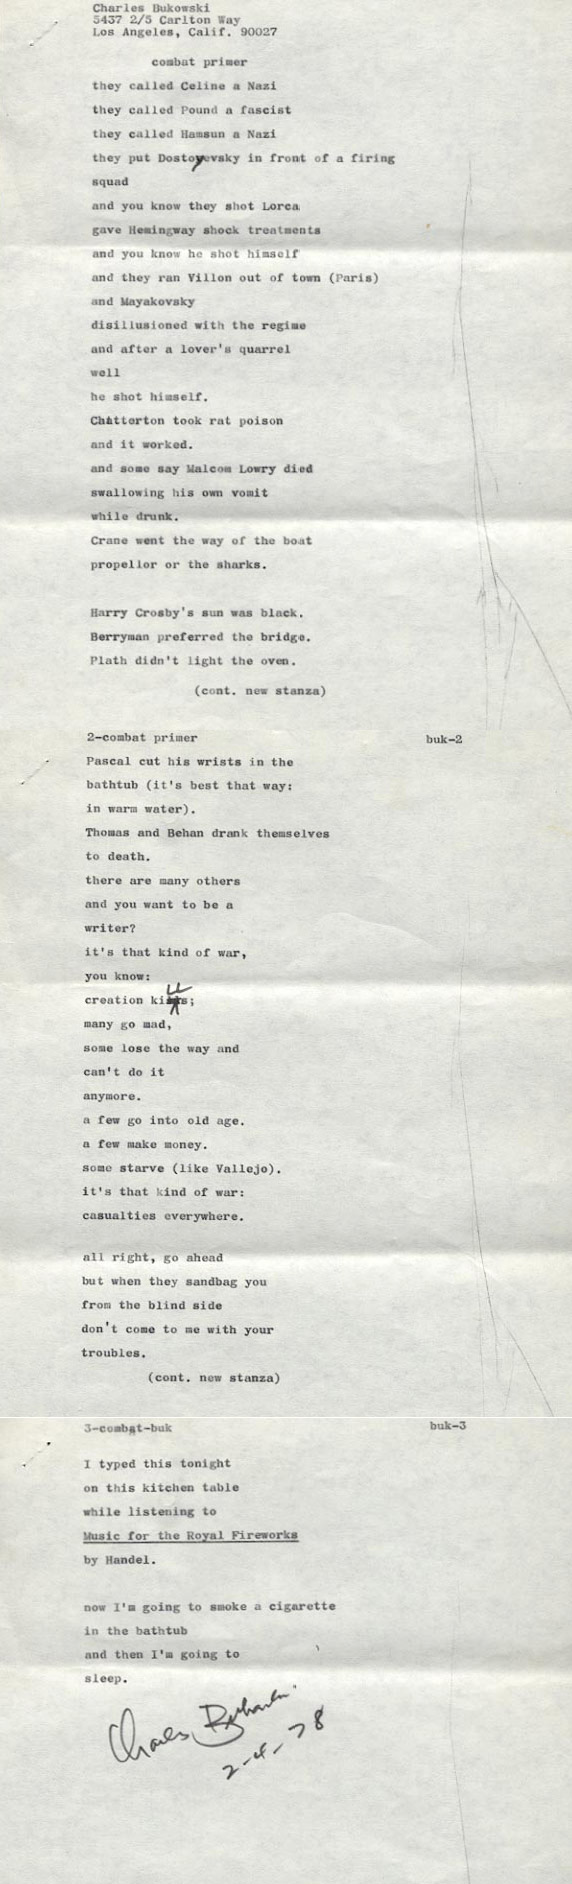 Charles Bukowski
5437 2/5 Carlton Way
Los Angeles, Calif. 90027
combat primer
they called Celine a Nazi
they called Pound a fascist
they called Hamsun a Nazi
they put Dostoyevsky in front of a firing
squad
and you know they shot Lorca
gave Hemingway shock treatments
and you know he shot himself
and they ran Villon out of town (Paris)
and Mayakovsky
disillusioned with the regime
and after a lover's quarrel
well
he shot himself.
Chatterton took rat poison
and it worked.
and some say Malcom Lowry died
swallowing his own vomit
while drunk.
Crane went the way of the boat
propellor or the sharks.
Harry Crosby's sun was black.
Berryman preferred the bridge.
Plath didn't light the oven.
(cont. new stanza)
2-combat primer buk-2
Pascal cut his wrists in the
bathtub (it's best that way:
in warm water).
Thomas and Behan drank themselves
to death.
there are many others
and you want to be a
writer?
it's that kind of war,
you know:
creation kills;
many go mad,
some lose the way and
can't do it
anymore.
a few go into old age.
a few make money.
some starve (like Vallejo).
it's that kind of war:
casualties everywhere.
all right, go ahead
but when they sandbag you
from the blind side
don't come to me with your
troubles.
(cont. new stanza)
3-combat-buk buk-3
I typed this tonight
on this kitchen table
while listening to
Music for the Royal Fireworks
by Handel.
now I'm going to smoke a cigarette
in the bathtub
and then I'm going to
sleep.
Charles Bukowski
2-4-78